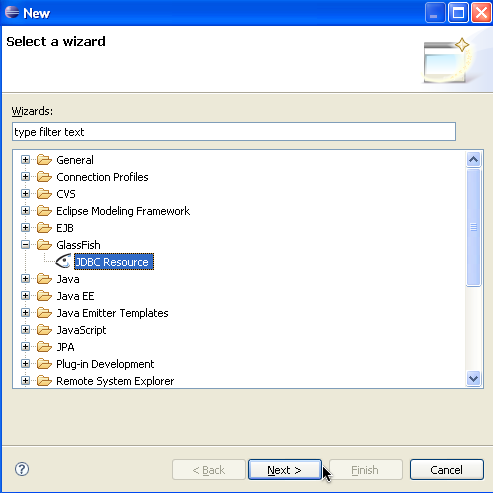 New
Select a wizard
Wizards:
type filter text
General
Connection Profiles
CVS
Eclipse Modeling Framework
EJB
GlassFish
JDBC Resource
Java
Java EE
Java Emitter Templates
JavaScript
JPA
Plug-in Development
Remote System Explorer
< Back Next > Finish Cancel